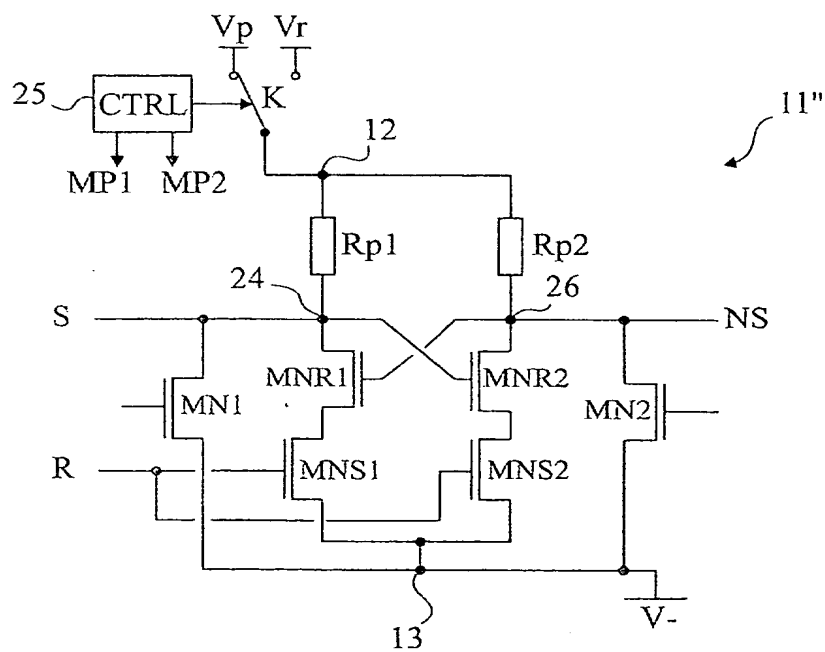 Vp Vr
25
CTRL
K
11"
12
MP1 MP2
Rp1
Rp2
24
26
S
NS
MNR1
MNR2
MN1
MN2
R
MNS1
MNS2
13
V-